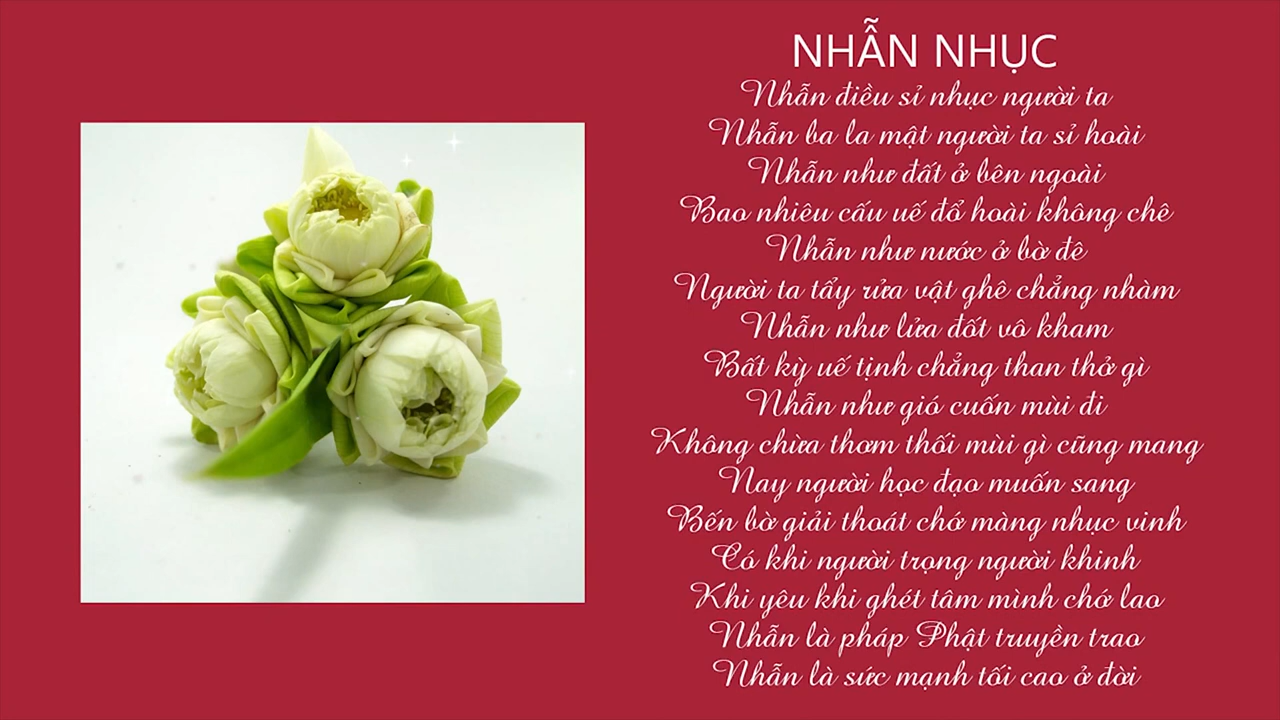 NHẪN NHỤC
Nhẫn điều sỉ nhục người ta
Nhẫn ba la mật người ta sỉ hoài
Nhẫn như đất ở bên ngoài
Bao nhiêu cấu uế đổ hoài không chê
Nhẫn như nước ở bờ đê
Người ta tẩy rửa vật ghê chẳng nhàm
Nhẫn như lửa đốt vô kham
Bất kỳ uế tịnh chẳng than thở gì
Nhẫn như gió cuốn mùi đi
Không chừa thơm thối mùi gì cũng mang
Nay người học đạo muốn sang
Bến bờ giải thoát chớ màng nhục vinh
Có khi người trọng người khinh
Khi yêu khi ghét tâm mình chớ lao
Nhẫn là pháp Phật truyền trao
Nhẫn là sức mạnh tối cao ở đời